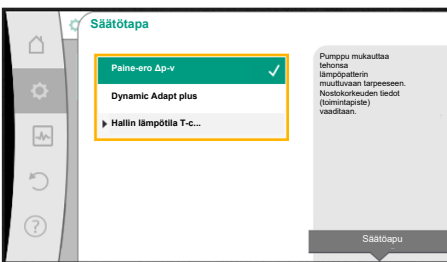 Säätötapa
Paine-ero Δp-v
Dynamic Adapt plus
Hallin lämpötila T-c...
Pumppu mukauttaa
tehonsa
lämpöpatterin
muuttuvaan tarpeeseen.
Nostokorkeuden tiedot
(toimintapiste)
vaaditaan.
Säätöapu